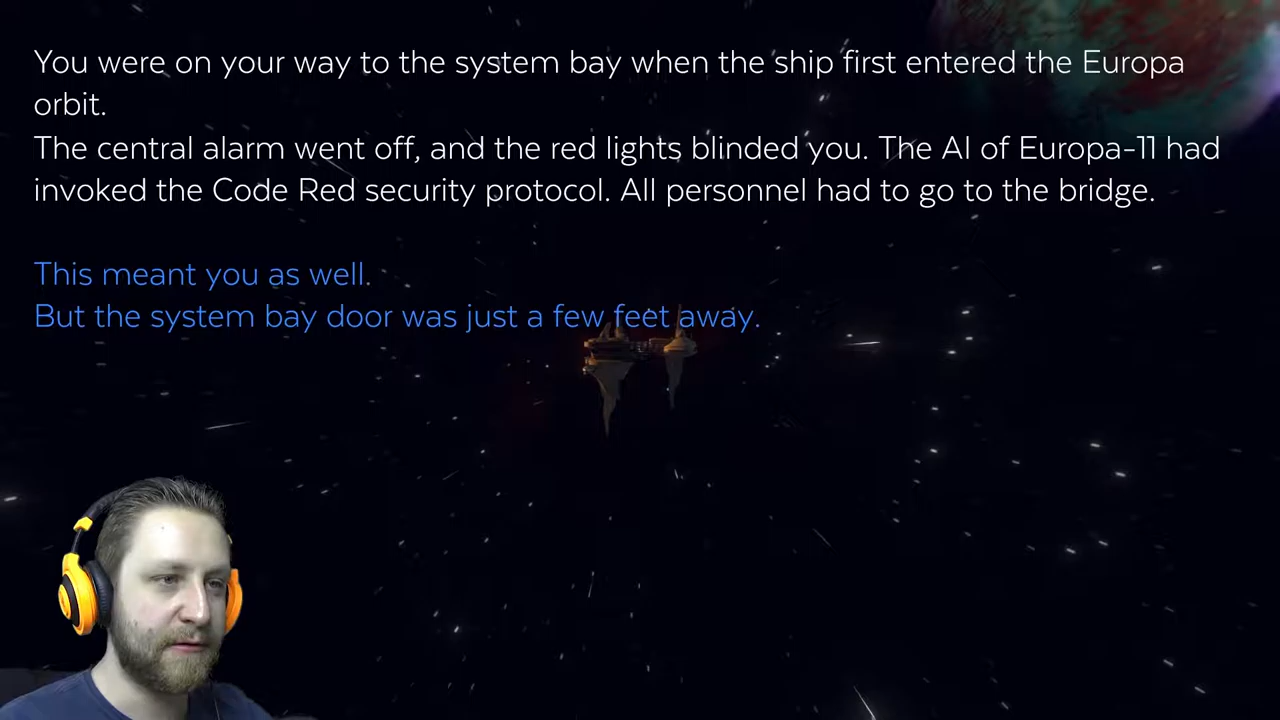 You were on your way to the system bay when the ship first entered the Europa
orbit.
The central alarm went off, and the red lights blinded you. The AI of Europa-11 had
invoked the Code Red security protocol. All personnel had to go to the bridge.
This meant you as well.
But the system bay door was just a few feet away.